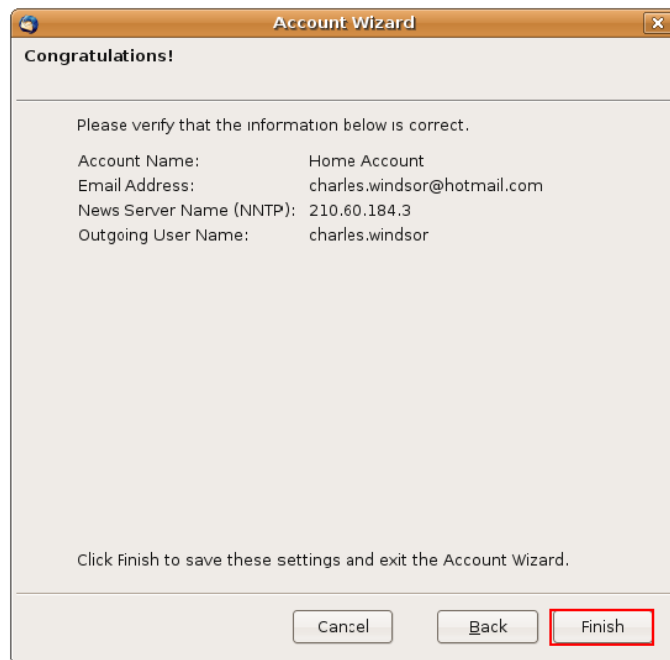 Account Wizard
Congratulations!
Please verify that the information below is correct.
Account Name: Home Account
Email Address: charles.windsor@hotmail.com
News Server Name (NNTP): 210.60.184.3
Outgoing User Name: charles.windsor
Click Finish to save these settings and exit the Account Wizard.
Cancel Back Finish